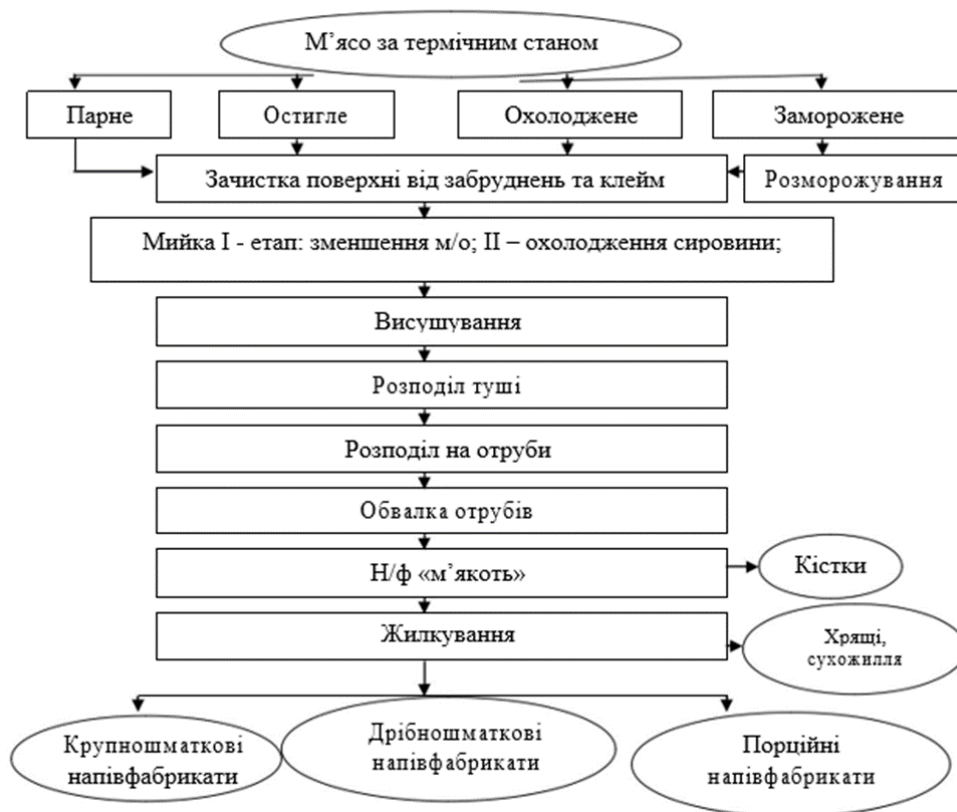 М’ясо за термічним станом
Парне
Остигле
Охолоджене
Заморожене
Зачистка поверхні від забруднень та клейм
Розморожування
Мийка I - етап: зменшення м/о; II – охолодження сировини;
Висушування
Розподіл туші
Розподіл на отруби
Обвалка отрубів
Н/ф «м’якоть»
Кістки
Жилкування
Хрящі,
сухожилля
Крупношматкові
напівфабрикати
Дрібношматкові
напівфабрикати
Порційні
напівфабрикати